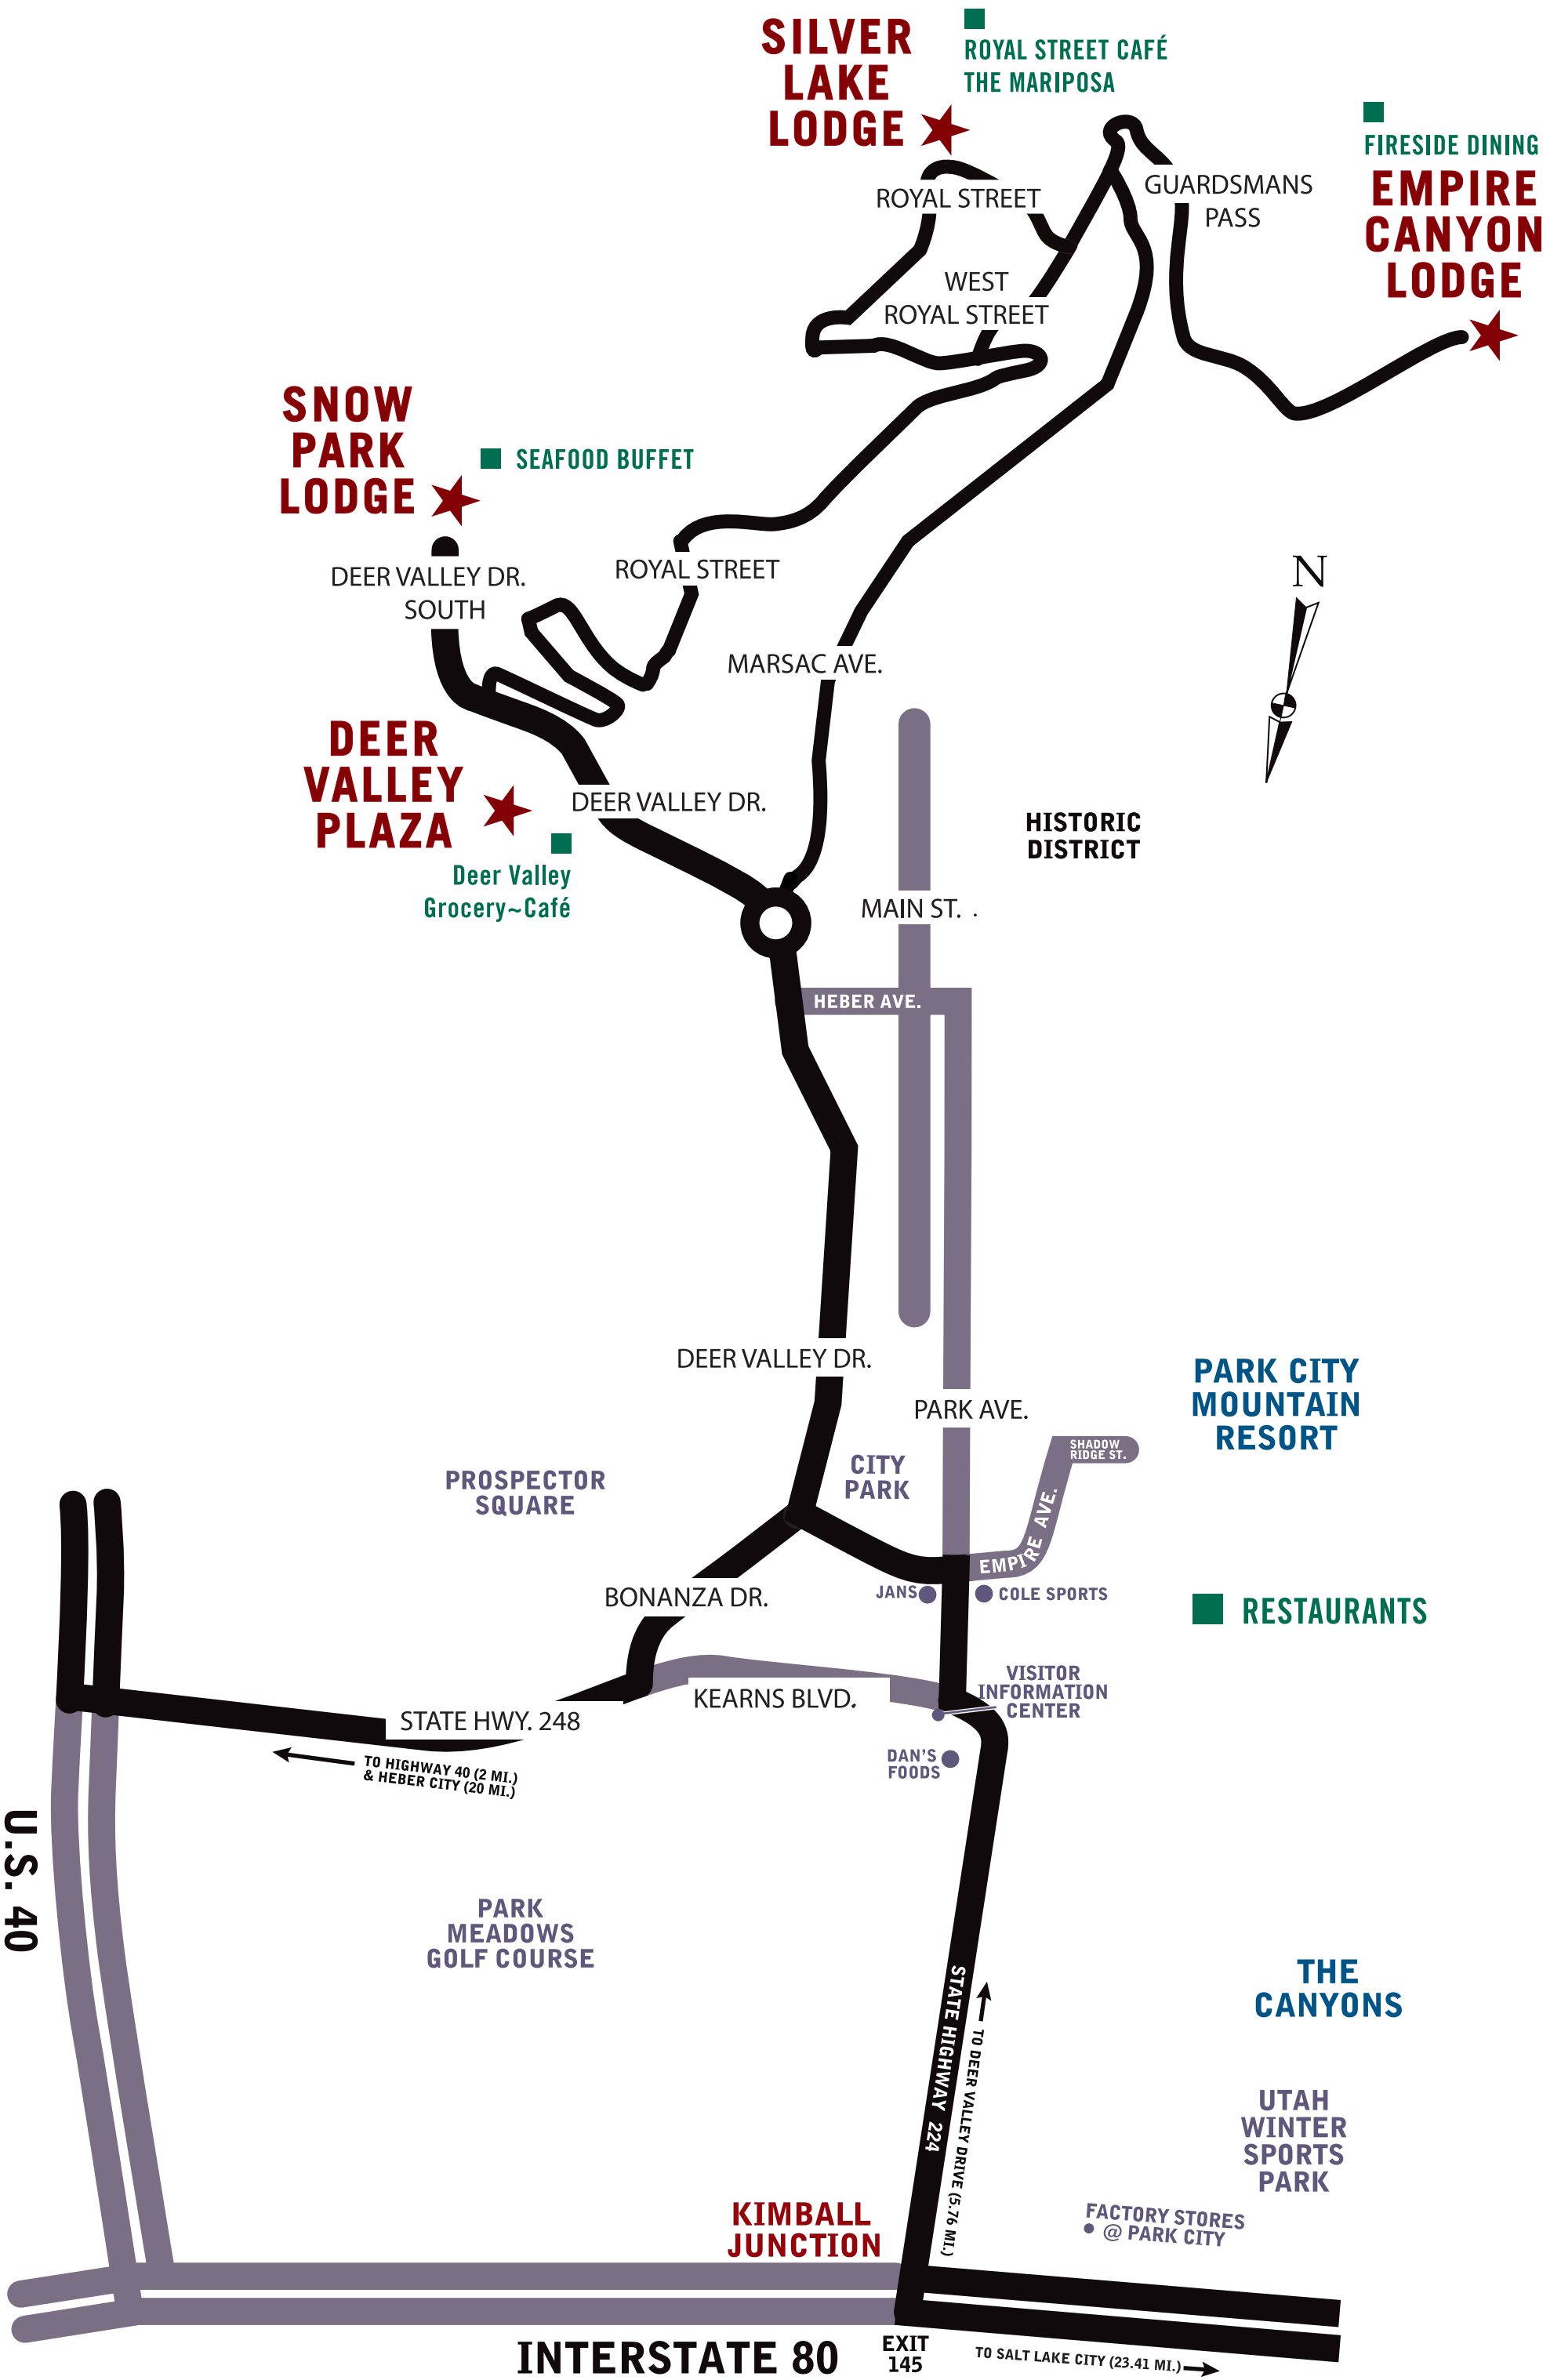 SILVER
LAKE
LODGE
ROYAL STREET CAFÉ
THE MARIPOSA
FIRESIDE DINING
EMPIRE
CANYON
LODGE
ROYAL STREET
GUARDSMANS
PASS
WEST
ROYAL STREET
SNOW
PARK
LODGE
SEAFOOD BUFFET
DEER VALLEY DR.
SOUTH
ROYAL STREET
N
MARSAC AVE.
DEER
VALLEY
PLAZA
DEER VALLEY DR.
Deer Valley
Grocery~Café
HISTORIC
DISTRICT
MAIN ST. .
HEBER AVE.
DEER VALLEY DR.
PARK AVE.
PARK CITY
MOUNTAIN
RESORT
SHADOW
RIDGE ST.
CITY
PARK
PROSPECTOR
SQUARE
EMPIRE AVE.
BONANZA DR.
JANS
COLE SPORTS
RESTAURANTS
VISITOR
INFORMATION
CENTER
KEARNS BLVD.
STATE HWY. 248
TO HIGHWAY 40 (2 MI.)
& HEBER CITY (20 MI.)
DAN'S
FOODS
U.S. 40
PARK
MEADOWS
GOLF COURSE
STATE HIGHWAY 224
TO DEER VALLEY DRIVE (5.76 MI.)
THE
CANYONS
UTAH
WINTER
SPORTS
PARK
KIMBALL
JUNCTION
FACTORY STORES
@ PARK CITY
INTERSTATE 80
EXIT
145
TO SALT LAKE CITY (23.41 MI.)